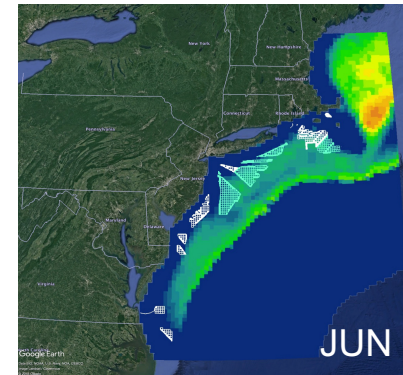 New York
New Hampshire
Massachusetts
Connecticut
Rhode Island
Pennsylvania
New Jersey
Maryland
Delaware
Virginia
JUN
Google Earth